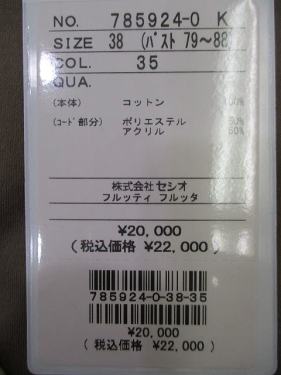 NO. 785924-0 K
SIZE 38 (バスト 79～88
COL. 35
QUA.
(本体) コットン 100%
(コード部分) ポリエステル
アクリル
株式会社 セシオ
フルッティ フルッタ
¥20,000
(税込価格 ¥22,000)
785924-0-38-35
¥20,000
(税込価格 ¥22,000)